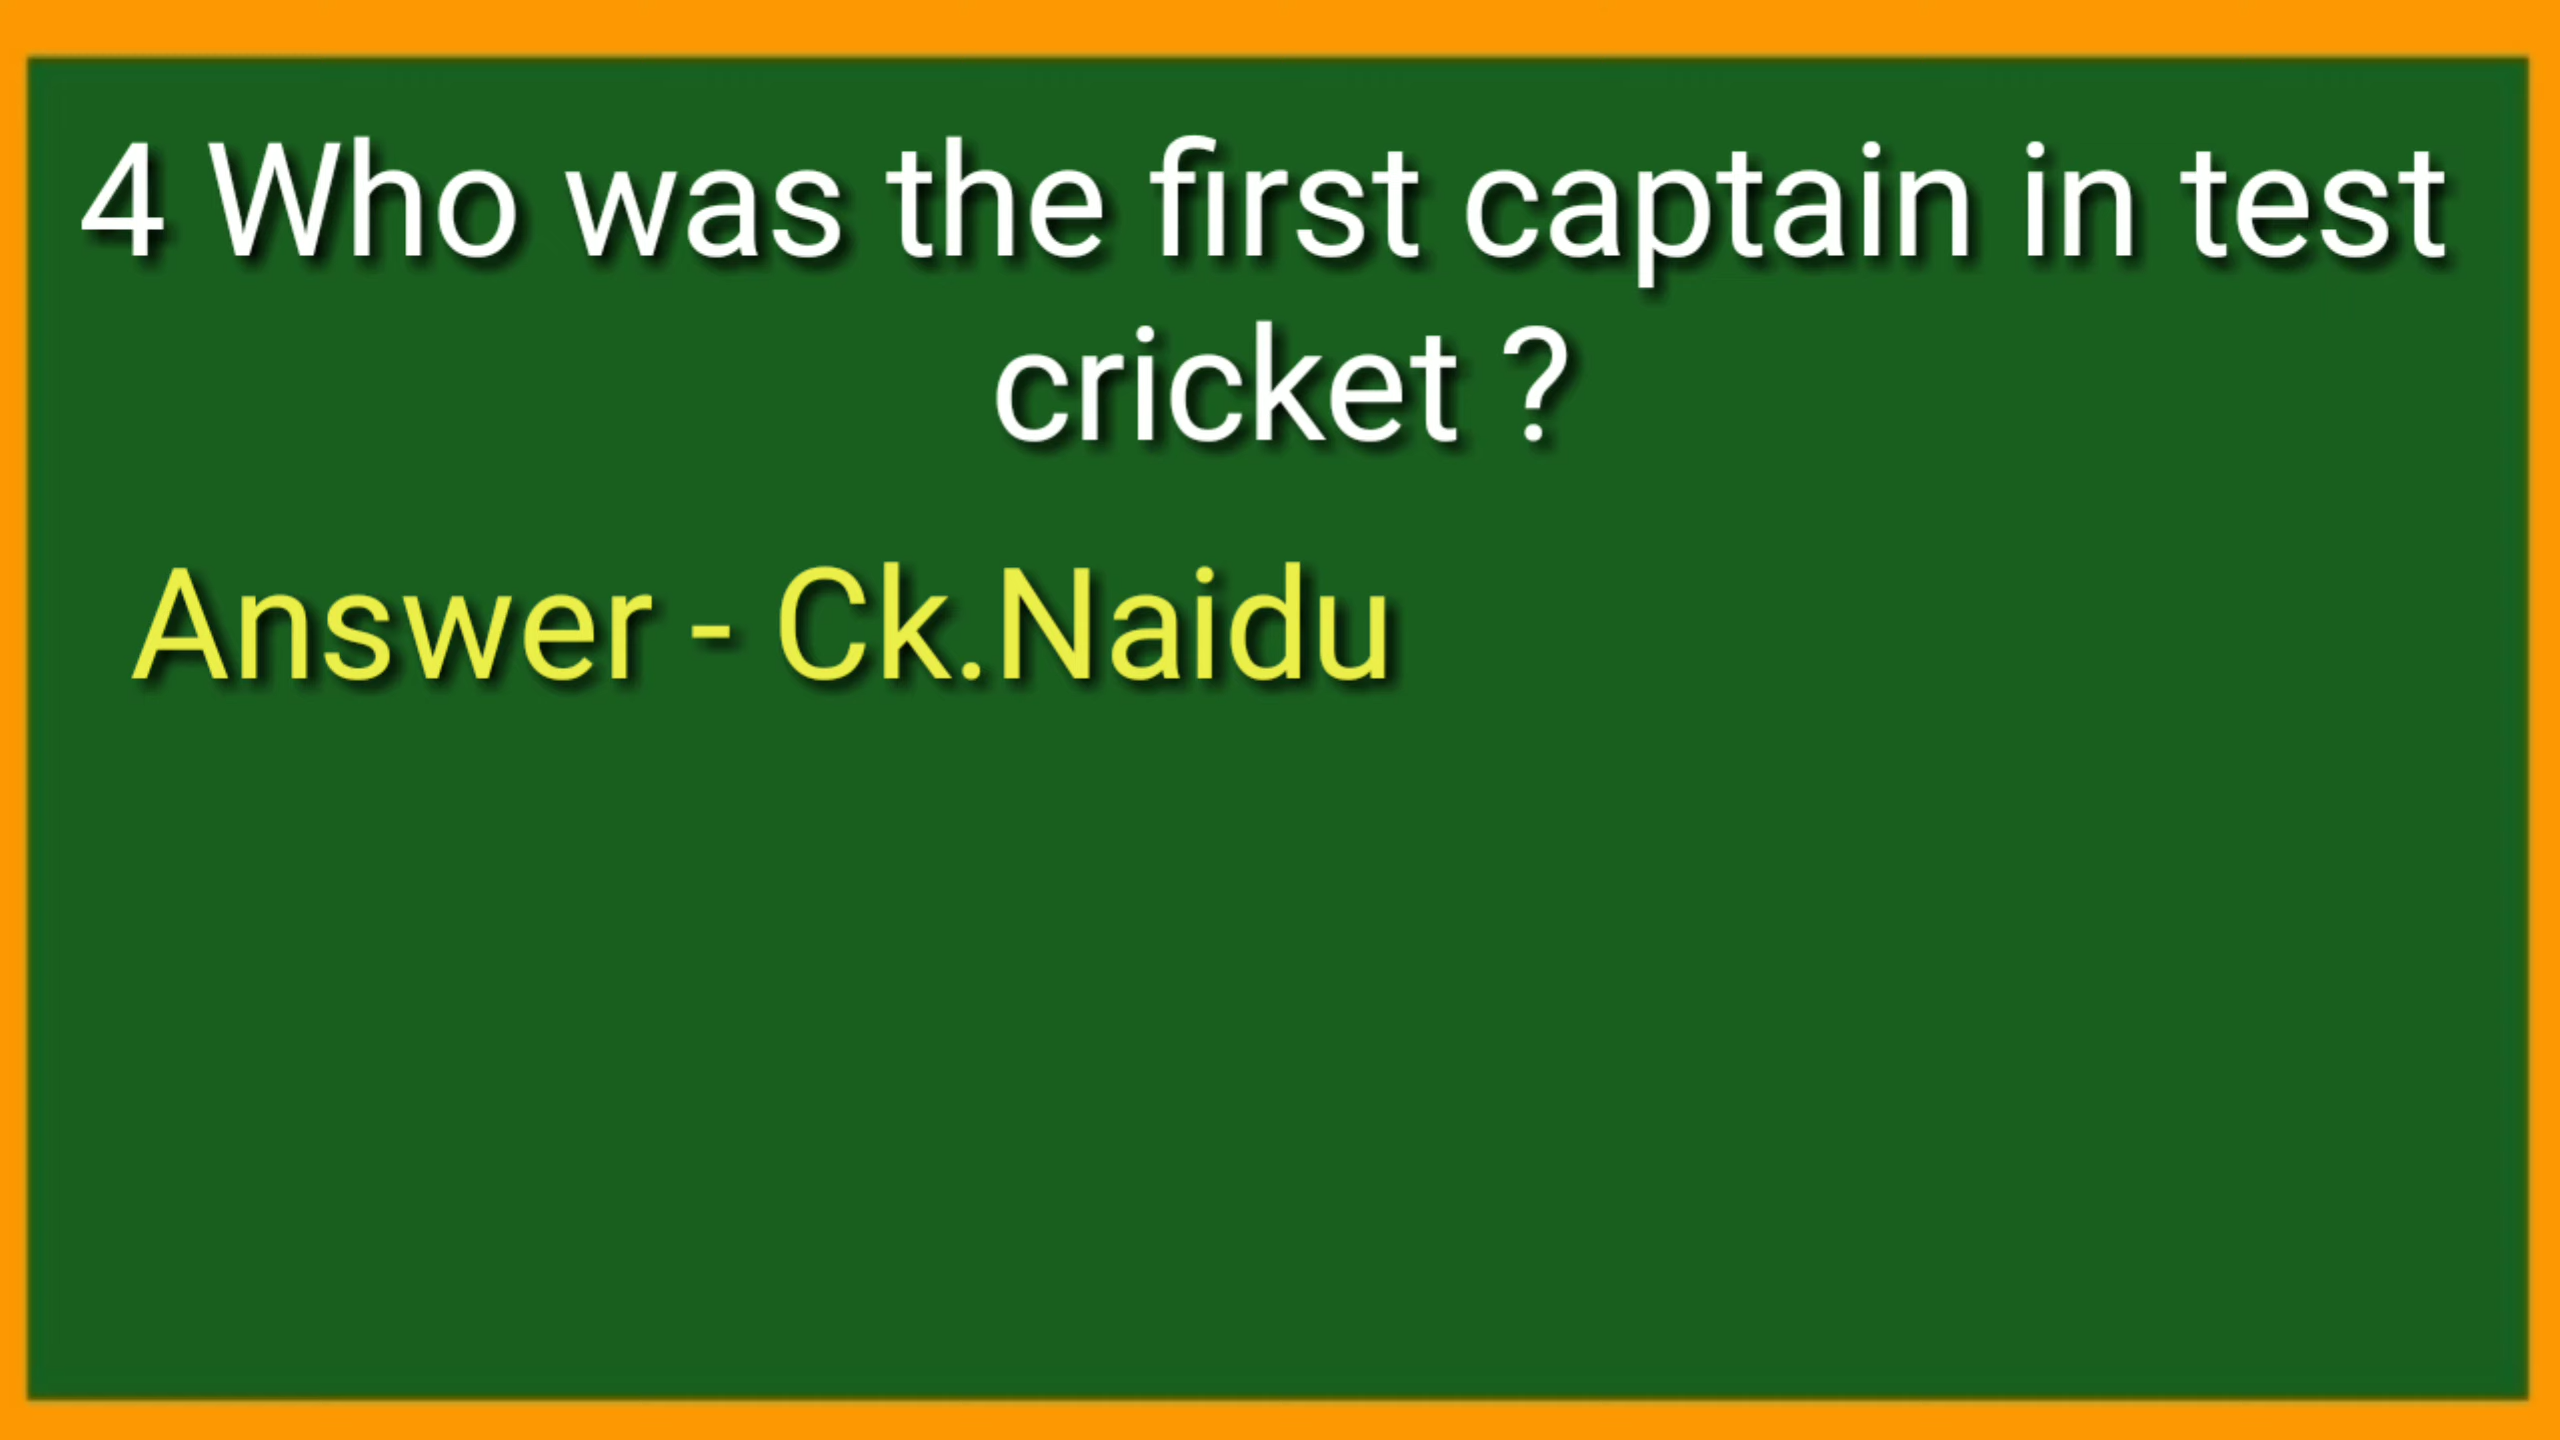 4 Who was the first captain in test
cricket ?
Answer - Ck.Naidu